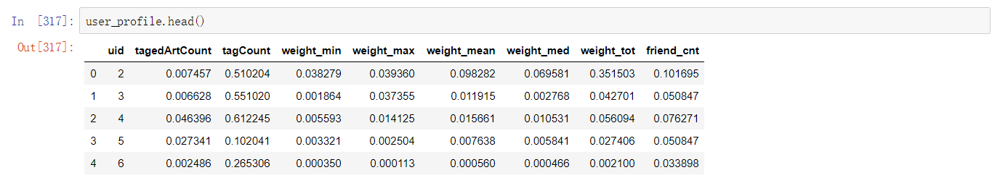 In [317]: user_profile.head()
Out[317]:
uid tagedArtCount tagCount weight_min weight_max weight_mean weight_med weight_tot friend_cnt
0 2 0.007457 0.510204 0.038279 0.039360 0.098282 0.069581 0.351503 0.101695
1 3 0.006628 0.551020 0.001864 0.037355 0.011915 0.002768 0.042701 0.050847
2 4 0.046396 0.612245 0.005593 0.014125 0.015661 0.010531 0.056094 0.076271
3 5 0.027341 0.102041 0.003321 0.002504 0.007638 0.005841 0.027406 0.050847
4 6 0.002486 0.265306 0.000350 0.000113 0.000560 0.000466 0.002100 0.033898